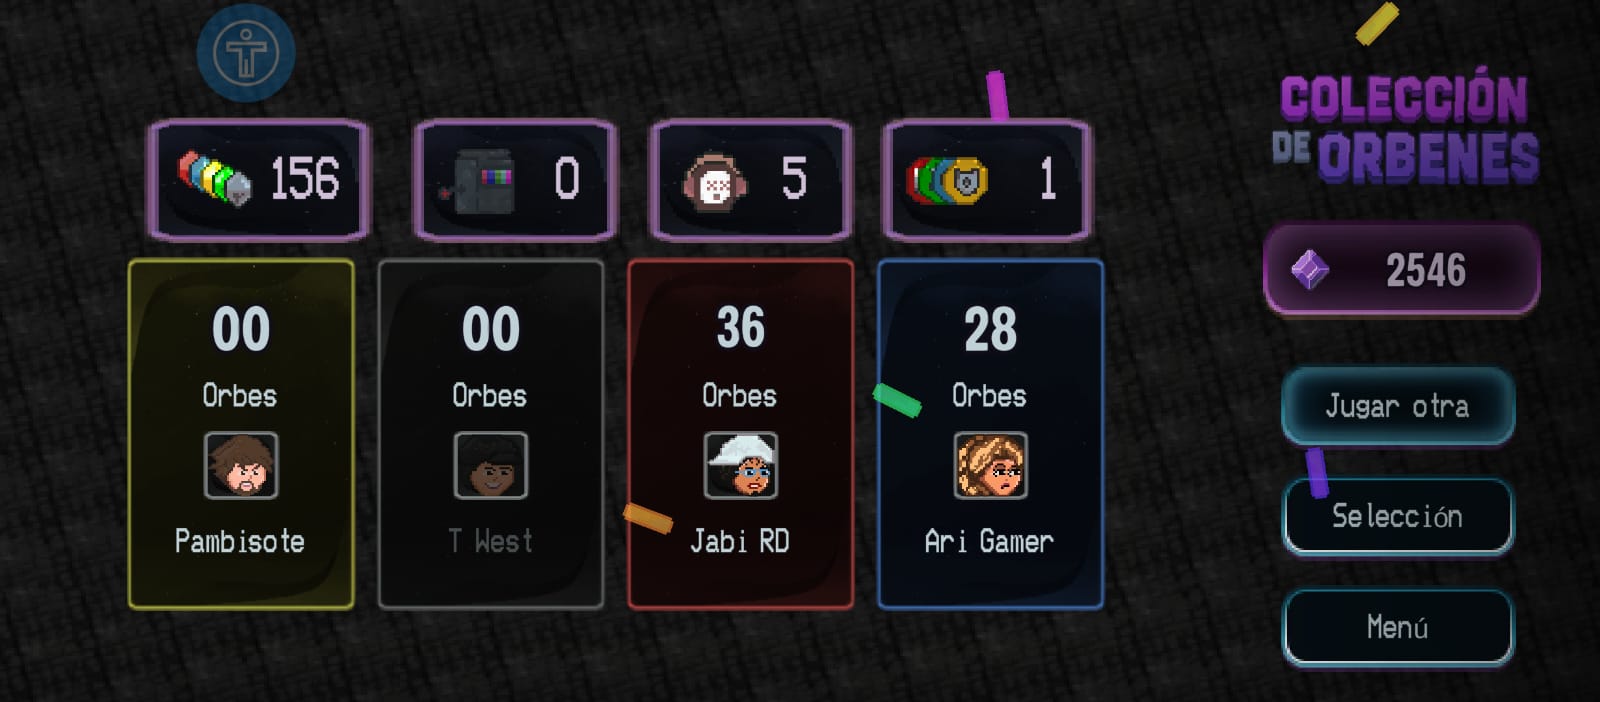 COLECCIÓN
DE ORBENES
156
0
5
1
2546
00
Orbes
Pambisote
00
Orbes
T West
36
Orbes
Jabi RD
28
Orbes
Ari Gamer
Jugar otra
Selección
Menú